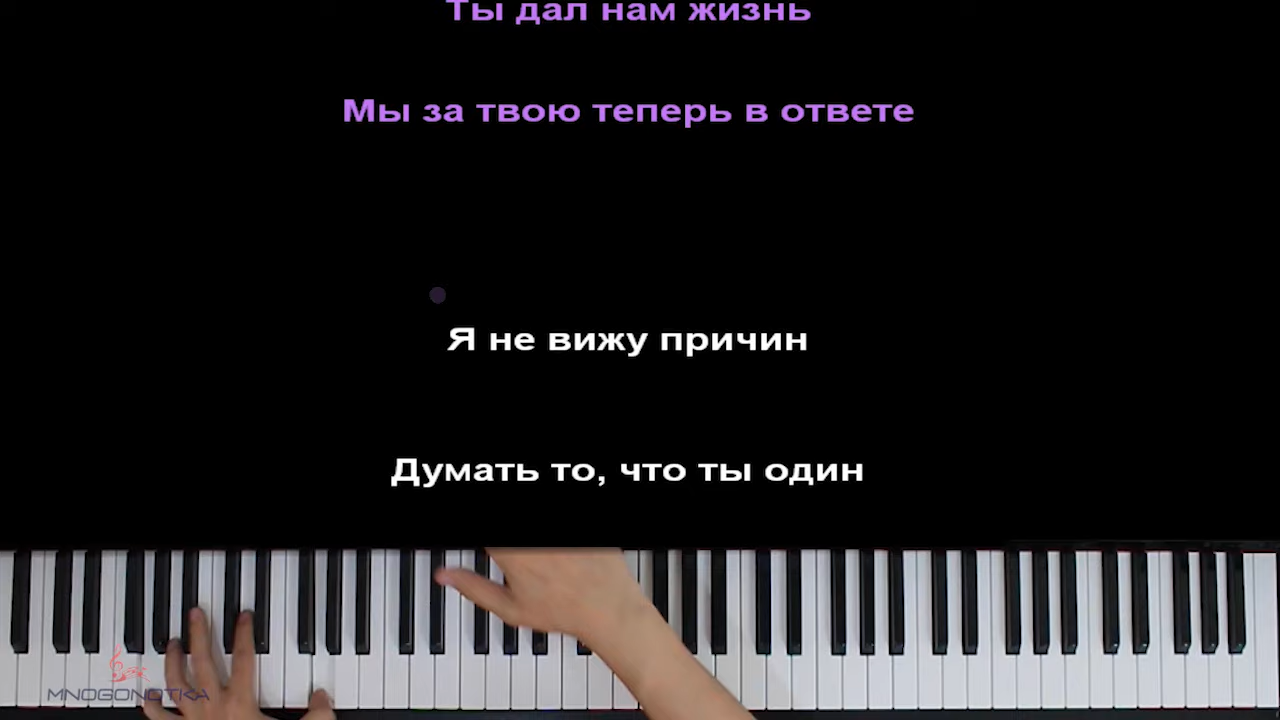 Ты дал нам жизнь
Мы за твою теперь в ответе
Я не вижу причин
Думать то, что ты один
MNOGONOTKA